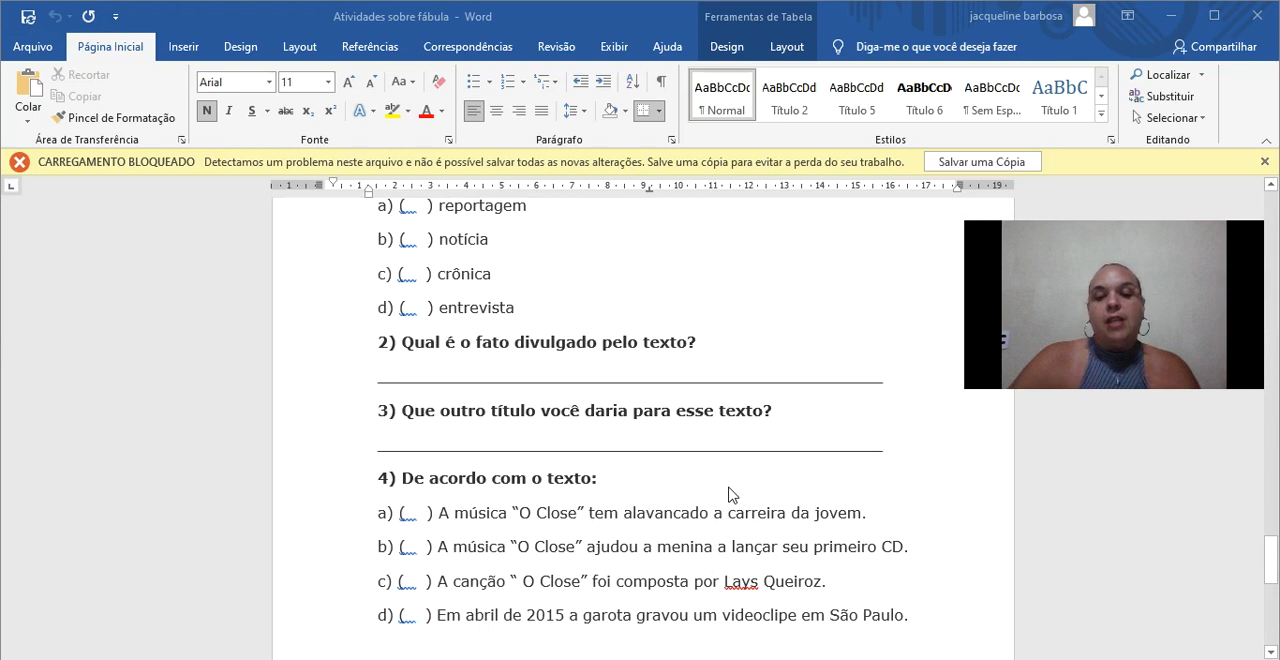 Atividades sobre fábula - Word
Ferramentas de Tabela
jacqueline barbosa
Arquivo
Página Inicial
Inserir
Design
Layout
Referências
Correspondências
Revisão
Exibir
Ajuda
Design
Layout
Diga-me o que você deseja fazer
Compartilhar
Colar
Recortar
Copiar
Pincel de Formatação
Área de Transferência
Arial
11
Fonte
Parágrafo
AaBbCcDc
¶ Normal
AaBbCcDd
Título 2
AaBbCcDd
Título 5
AaBbCcDd
Título 6
AaBbCcDd
¶ Sem Esp...
AaBbC
Título 1
Estilos
Localizar
Substituir
Selecionar
Editando
CARREGAMENTO BLOQUEADO Detectamos um problema neste arquivo e não é possível salvar todas as novas alterações. Salve uma cópia para evitar a perda do seu trabalho.
Salvar uma Cópia
a) ( ) reportagem
b) ( ) notícia
c) ( ) crônica
d) ( ) entrevista
2) Qual é o fato divulgado pelo texto?
3) Que outro título você daria para esse texto?
4) De acordo com o texto:
a) ( ) A música “O Close” tem alavancado a carreira da jovem.
b) ( ) A música “O Close” ajudou a menina a lançar seu primeiro CD.
c) ( ) A canção “ O Close” foi composta por Lays Queiroz.
d) ( ) Em abril de 2015 a garota gravou um videoclipe em São Paulo.